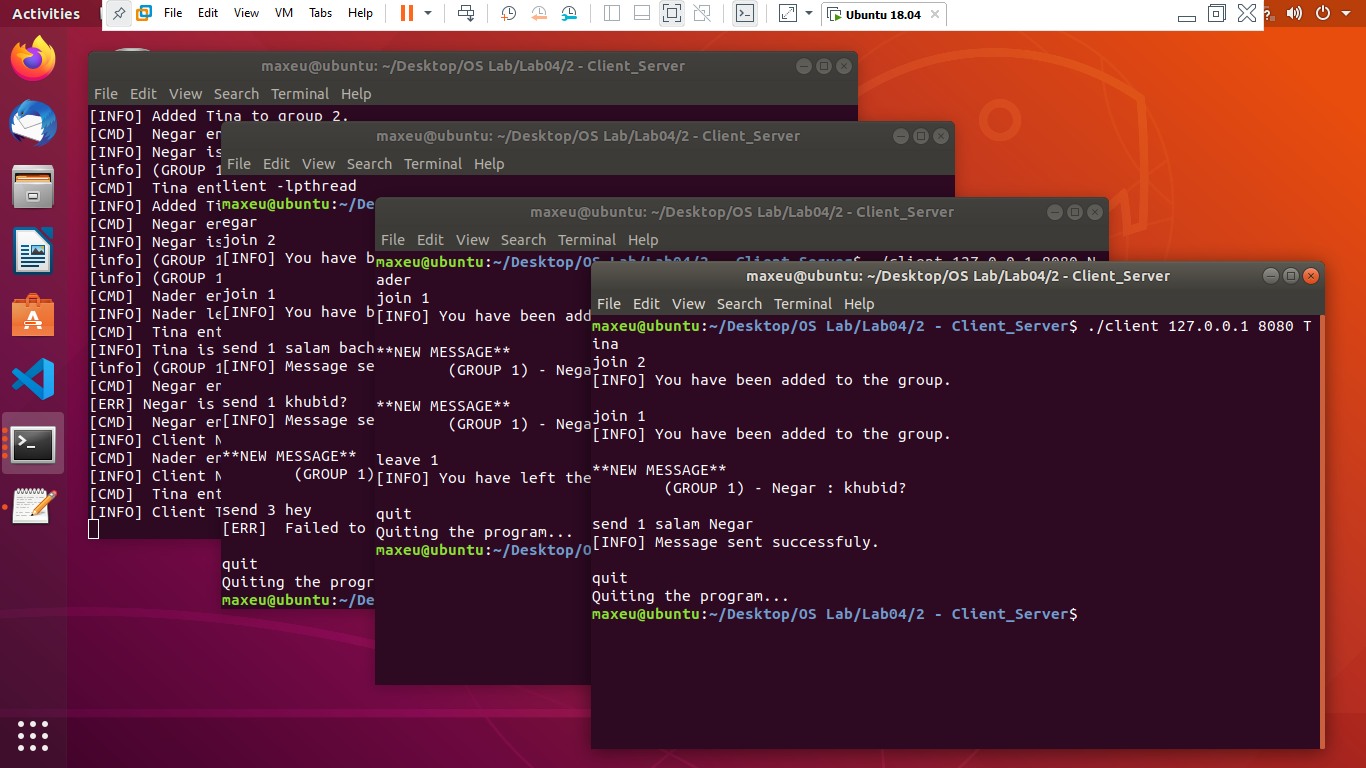 Activities
File Edit View VM Tabs Help
Ubuntu 18.04
maxeu@ubuntu: ~/Desktop/OS Lab/Lab04/2 - Client_Server
File Edit View Search Terminal Help
[INFO] Added Tina to group 2.
[CMD] Negar en
[INFO] Negar is
[info] (GROUP 1
[CMD] Tina ent
[INFO] Added Ti
[CMD] Negar en
[INFO] Negar is
[info] (GROUP 1
[info] (GROUP 1
[CMD] Nader en
[INFO] Nader le
[CMD] Tina ent
[INFO] Tina is
[info] (GROUP 1
[CMD] Negar en
[ERR] Negar is
[CMD] Negar en
[INFO] Client N
[CMD] Nader en
[INFO] Client N
[CMD] Tina ent
[INFO] Client T
maxeu@ubuntu: ~/Desktop/OS Lab/Lab04/2 - Client_Server
File Edit View Search Terminal Help
lient -lpthread
maxeu@ubuntu:~/De
egar
join 2
[INFO] You have b
join 1
[INFO] You have b
send 1 salam bach
[INFO] Message se
send 1 khubid?
[INFO] Message se
**NEW MESSAGE**
(GROUP 1)
send 3 hey
[ERR] Failed to
quit
Quiting the progr
maxeu@ubuntu:~/De
maxeu@ubuntu: ~/Desktop/OS Lab/Lab04/2 - Client_Server
File Edit View Search Terminal Help
maxeu@ubuntu:~/Desktop/OS Lab/Lab04/2 - Client_Server$ ./client 127.0.0.1 8080 N
ader
join 1
[INFO] You have been add
**NEW MESSAGE**
(GROUP 1) - Nega
**NEW MESSAGE**
(GROUP 1) - Nega
leave 1
[INFO] You have left the
quit
Quiting the program...
maxeu@ubuntu:~/Desktop/O
maxeu@ubuntu: ~/Desktop/OS Lab/Lab04/2 - Client_Server
File Edit View Search Terminal Help
maxeu@ubuntu:~/Desktop/OS Lab/Lab04/2 - Client_Server$ ./client 127.0.0.1 8080 T
ina
join 2
[INFO] You have been added to the group.
join 1
[INFO] You have been added to the group.
**NEW MESSAGE**
(GROUP 1) - Negar : khubid?
send 1 salam Negar
[INFO] Message sent successfuly.
quit
Quiting the program...
maxeu@ubuntu:~/Desktop/OS Lab/Lab04/2 - Client_Server$